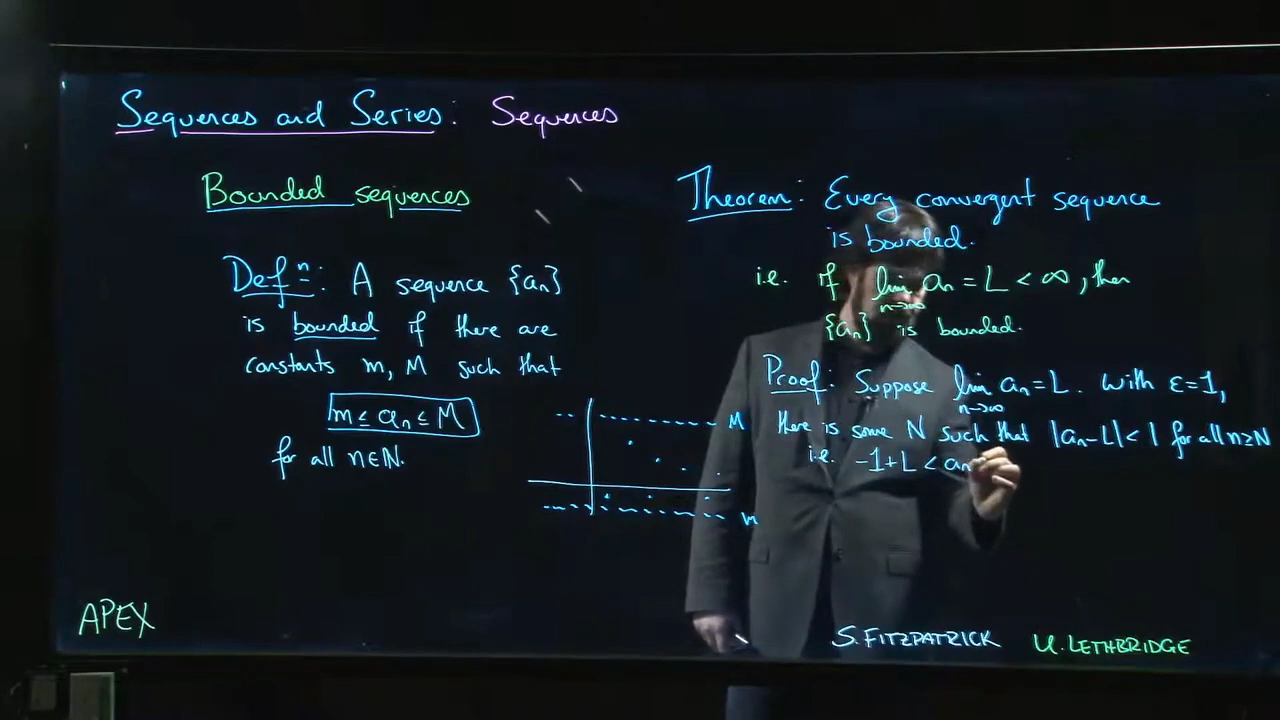 Sequences and Series: Sequences
Bounded sequences
Defⁿ: A sequence {aₙ}
is bounded if there are
constants m, M such that
m ≤ aₙ ≤ M
for all n∈ℕ.
M
m
Theorem: Every convergent sequence
is bounded.
i.e. if lim aₙ = L < ∞, then
n→∞
{aₙ} is bounded.
Proof: Suppose lim aₙ = L. With ε=1,
n→∞
there is some N such that |aₙ-L| < 1 for all n≥N
i.e. -1+L < aₙ
APEX
S. FITZPATRICK U. LETHBRIDGE